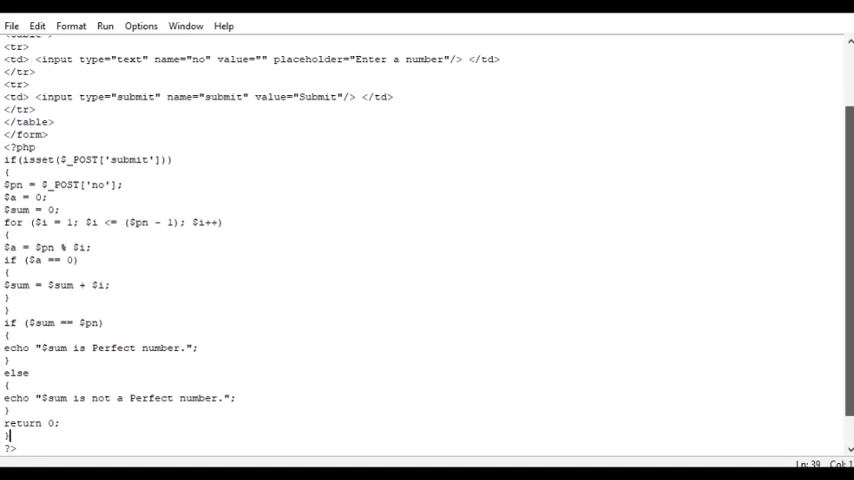 File Edit Format Run Options Window Help
<tr>
<td> <input type="text" name="no" value="" placeholder="Enter a number"/> </td>
</tr>
<tr>
<td> <input type="submit" name="submit" value="Submit"/> </td>
</tr>
</table>
</form>
<?php
if(isset($_POST['submit']))
{
$pn = $_POST['no'];
$a = 0;
$sum = 0;
for ($i = 1; $i <= ($pn - 1); $i++)
{
$a = $pn % $i;
if ($a == 0)
{
$sum = $sum + $i;
}
}
if ($sum == $pn)
{
echo "$sum is Perfect number.";
}
else
{
echo "$sum is not a Perfect number.";
}
return 0;
}
?>
Ln: 39 Col: 1